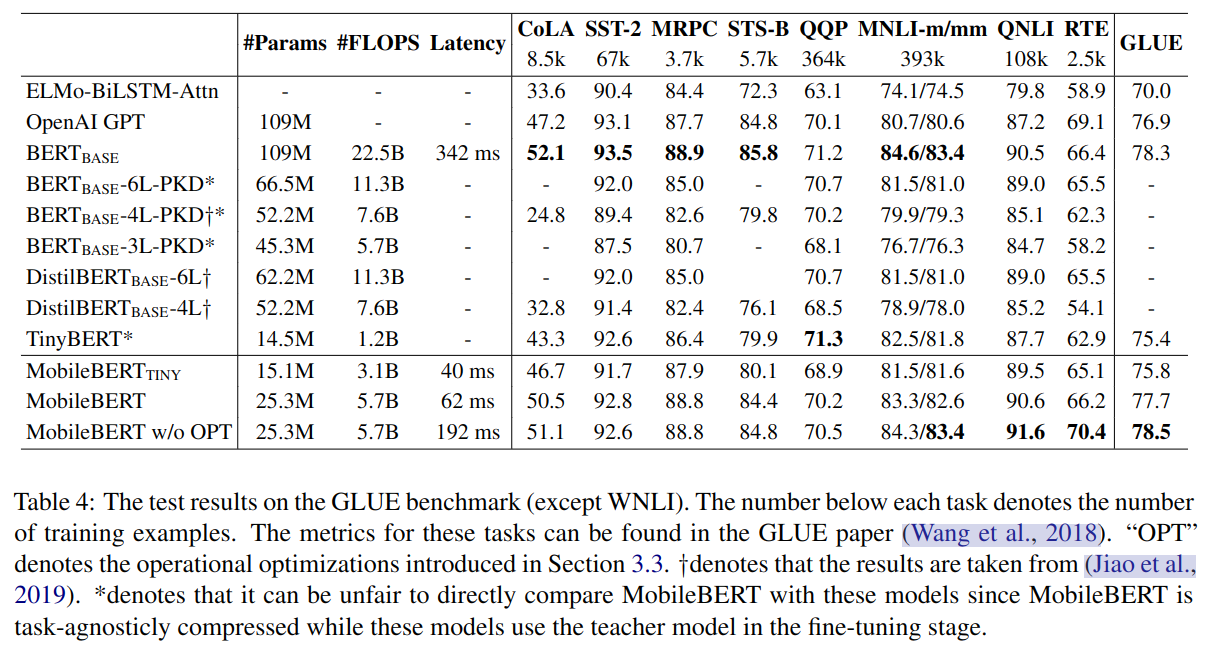 #Params #FLOPS Latency CoLA SST-2 MRPC STS-B QQP MNLI-m/mm QNLI RTE GLUE
8.5k 67k 3.7k 5.7k 364k 393k 108k 2.5k
ELMo-BiLSTM-Attn - - - 33.6 90.4 84.4 72.3 63.1 74.1/74.5 79.8 58.9 70.0
OpenAI GPT 109M - - 47.2 93.1 87.7 84.8 70.1 80.7/80.6 87.2 69.1 76.9
BERTBASE 109M 22.5B 342 ms 52.1 93.5 88.9 85.8 71.2 84.6/83.4 90.5 66.4 78.3
BERTBASE-6L-PKD* 66.5M 11.3B - - 92.0 85.0 - 70.7 81.5/81.0 89.0 65.5 -
BERTBASE-4L-PKD†* 52.2M 7.6B - 24.8 89.4 82.6 79.8 70.2 79.9/79.3 85.1 62.3 -
BERTBASE-3L-PKD* 45.3M 5.7B - - 87.5 80.7 - 68.1 76.7/76.3 84.7 58.2 -
DistilBERTBASE-6L† 62.2M 11.3B - - 92.0 85.0 70.7 81.5/81.0 89.0 65.5 -
DistilBERTBASE-4L† 52.2M 7.6B - 32.8 91.4 82.4 76.1 68.5 78.9/78.0 85.2 54.1 -
TinyBERT* 14.5M 1.2B - 43.3 92.6 86.4 79.9 71.3 82.5/81.8 87.7 62.9 75.4
MobileBERTTINY 15.1M 3.1B 40 ms 46.7 91.7 87.9 80.1 68.9 81.5/81.6 89.5 65.1 75.8
MobileBERT 25.3M 5.7B 62 ms 50.5 92.8 88.8 84.4 70.2 83.3/82.6 90.6 66.2 77.7
MobileBERT w/o OPT 25.3M 5.7B 192 ms 51.1 92.6 88.8 84.8 70.5 84.3/83.4 91.6 70.4 78.5
Table 4: The test results on the GLUE benchmark (except WNLI). The number below each task denotes the number
of training examples. The metrics for these tasks can be found in the GLUE paper (Wang et al., 2018). “OPT”
denotes the operational optimizations introduced in Section 3.3. †denotes that the results are taken from (Jiao et al.,
2019). *denotes that it can be unfair to directly compare MobileBERT with these models since MobileBERT is
task-agnosticly compressed while these models use the teacher model in the fine-tuning stage.